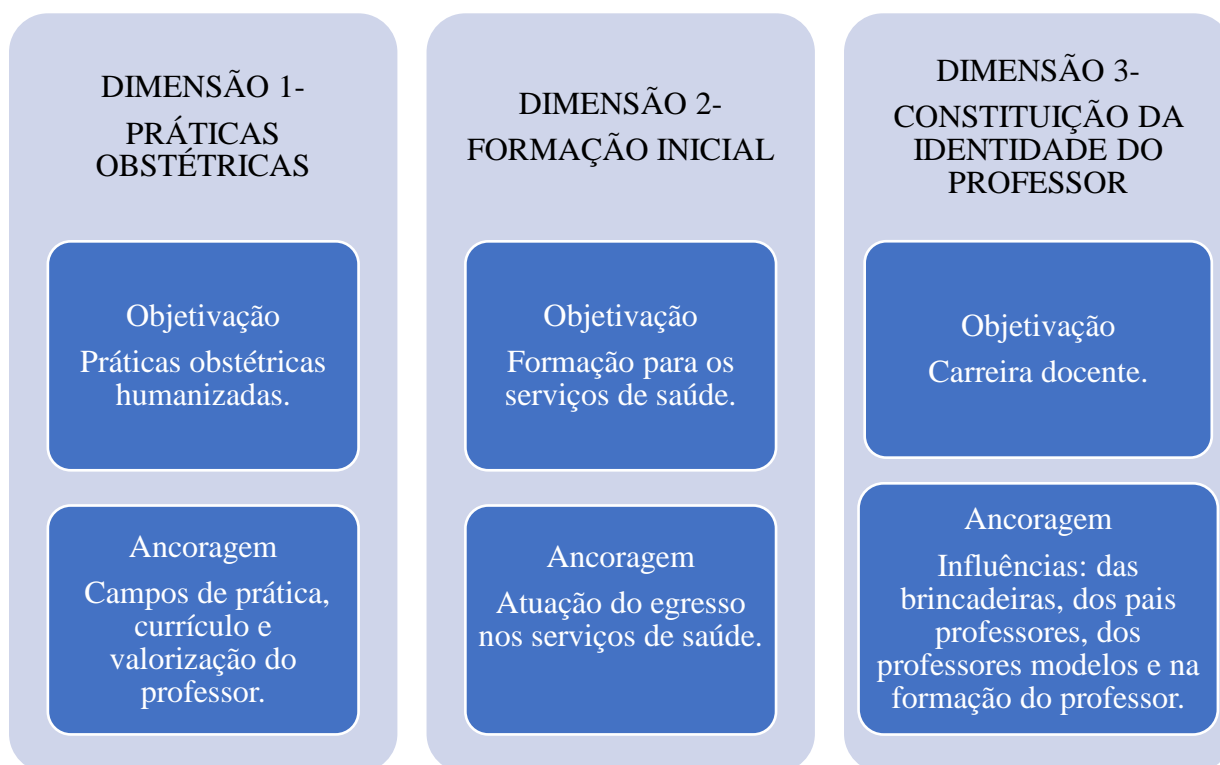 DIMENSÃO 1-
PRÁTICAS
OBSTÉTRICAS
Objetivação
Práticas obstétricas
humanizadas.
Ancoragem
Campos de prática,
currículo e
valorização do
professor.
DIMENSÃO 2-
FORMAÇÃO INICIAL
Objetivação
Formação para os
serviços de saúde.
Ancoragem
Atuação do egresso
nos serviços de saúde.
DIMENSÃO 3-
CONSTITUIÇÃO DA
IDENTIDADE DO
PROFESSOR
Objetivação
Carreira docente.
Ancoragem
Influências: das
brincadeiras, dos pais
professores, dos
professores modelos e na
formação do professor.